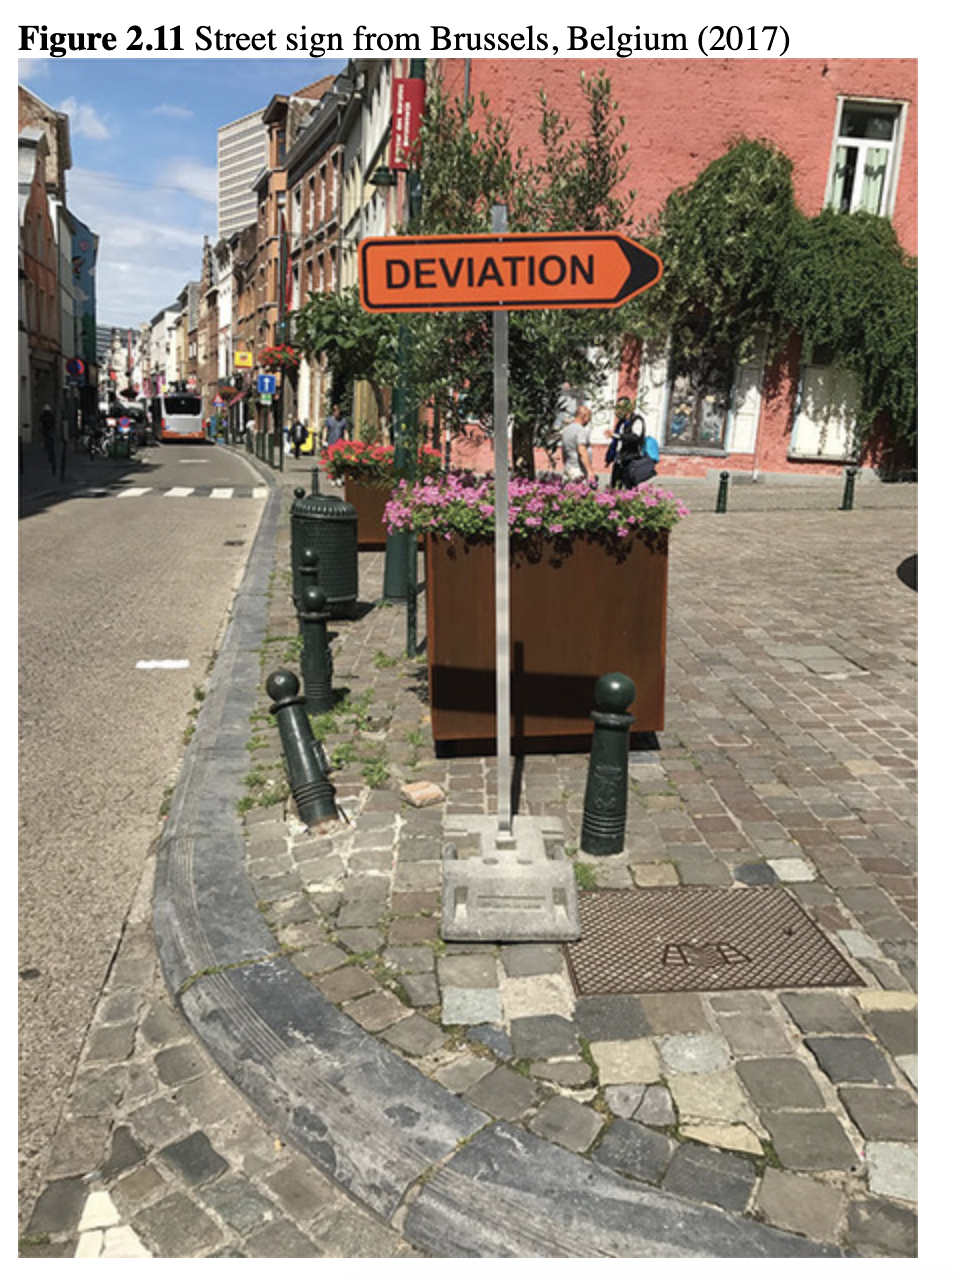 Figure 2.11 Street sign from Brussels, Belgium (2017)
DEVIATION